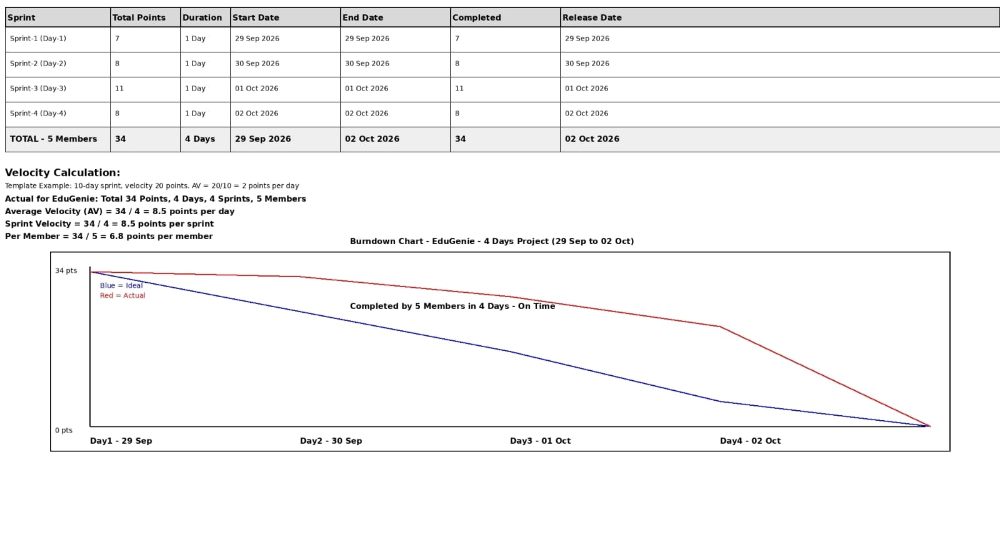 Sprint Total Points Duration Start Date End Date Completed Release Date
Sprint-1 (Day-1) 7 1 Day 29 Sep 2026 29 Sep 2026 7 29 Sep 2026
Sprint-2 (Day-2) 8 1 Day 30 Sep 2026 30 Sep 2026 8 30 Sep 2026
Sprint-3 (Day-3) 11 1 Day 01 Oct 2026 01 Oct 2026 11 01 Oct 2026
Sprint-4 (Day-4) 8 1 Day 02 Oct 2026 02 Oct 2026 8 02 Oct 2026
TOTAL - 5 Members 34 4 Days 29 Sep 2026 02 Oct 2026 34 02 Oct 2026
Velocity Calculation:
Template Example: 10-day sprint, velocity 20 points. AV = 20/10 = 2 points per day
Actual for EduGenie: Total 34 Points, 4 Days, 4 Sprints, 5 Members
Average Velocity (AV) = 34 / 4 = 8.5 points per day
Sprint Velocity = 34 / 4 = 8.5 points per sprint
Per Member = 34 / 5 = 6.8 points per member
Burndown Chart - EduGenie - 4 Days Project (29 Sep to 02 Oct)
34 pts
Blue = Ideal
Red = Actual
Completed by 5 Members in 4 Days - On Time
0 pts
Day1 - 29 Sep Day2 - 30 Sep Day3 - 01 Oct Day4 - 02 Oct